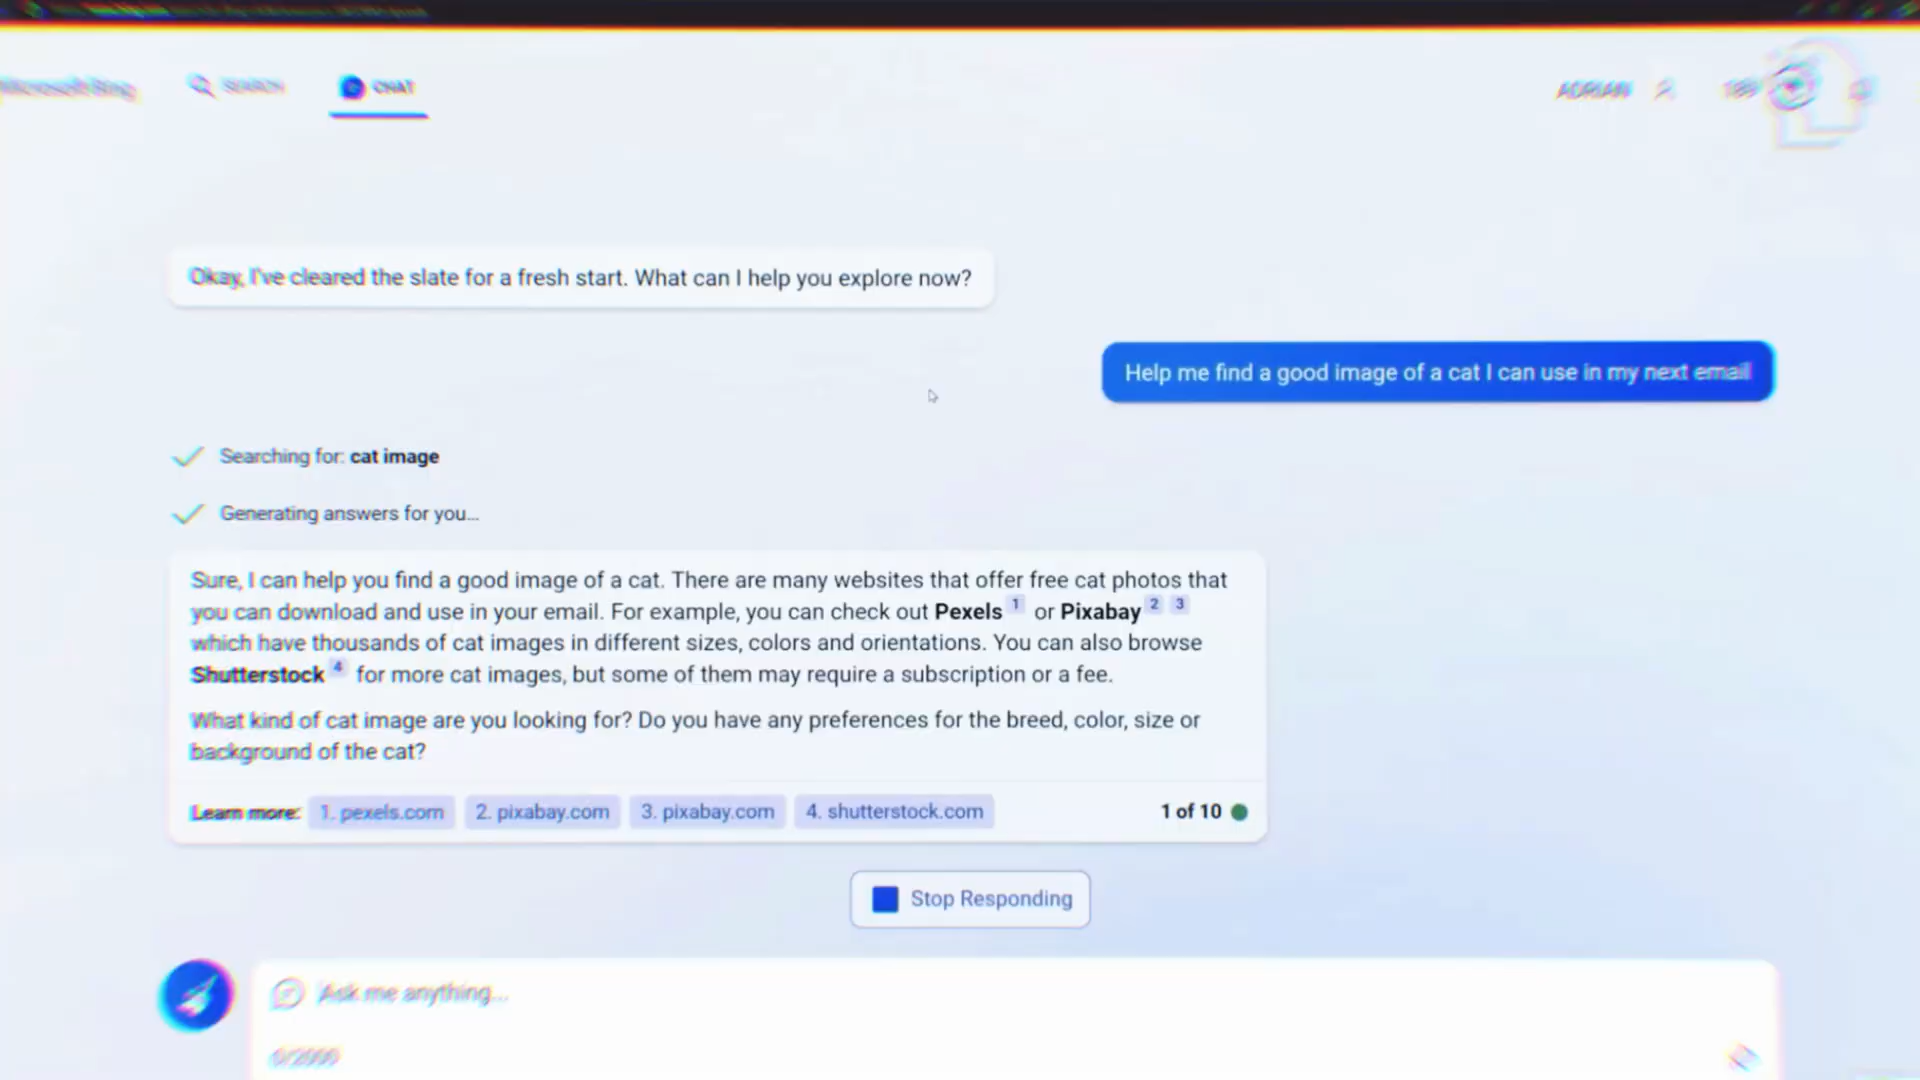 Microsoft Bing
SEARCH
CHAT
ADRIAN
189
Okay, I've cleared the slate for a fresh start. What can I help you explore now?
Help me find a good image of a cat I can use in my next email
Searching for: cat image
Generating answers for you...
Sure, I can help you find a good image of a cat. There are many websites that offer free cat photos that
you can download and use in your email. For example, you can check out Pexels 1 or Pixabay 2 3
which have thousands of cat images in different sizes, colors and orientations. You can also browse
Shutterstock 4 for more cat images, but some of them may require a subscription or a fee.
What kind of cat image are you looking for? Do you have any preferences for the breed, color, size or
background of the cat?
Learn more: 1. pexels.com 2. pixabay.com 3. pixabay.com 4. shutterstock.com 1 of 10
Stop Responding
Ask me anything...
0/2000